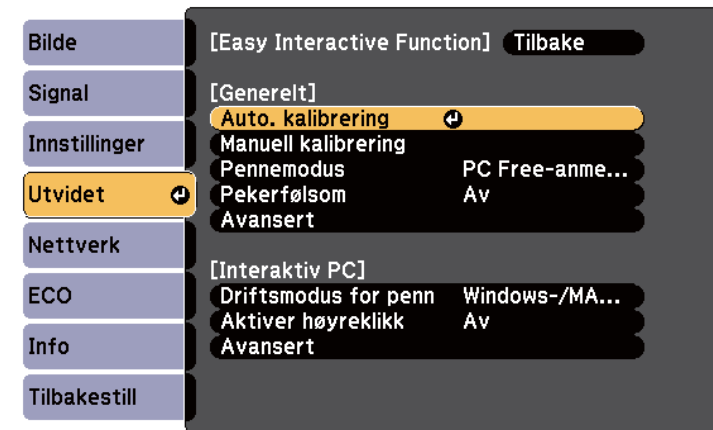 Bilde
Signal
Innstillinger
Utvidet
Nettverk
ECO
Info
Tilbakestill
[Easy Interactive Function] Tilbake
[Generelt]
Auto. kalibrering
Manuell kalibrering
Pennemodus PC Free-anme...
Pekerfølsom Av
Avansert
[Interaktiv PC]
Driftsmodus for penn Windows-/MA...
Aktiver høyreklikk Av
Avansert